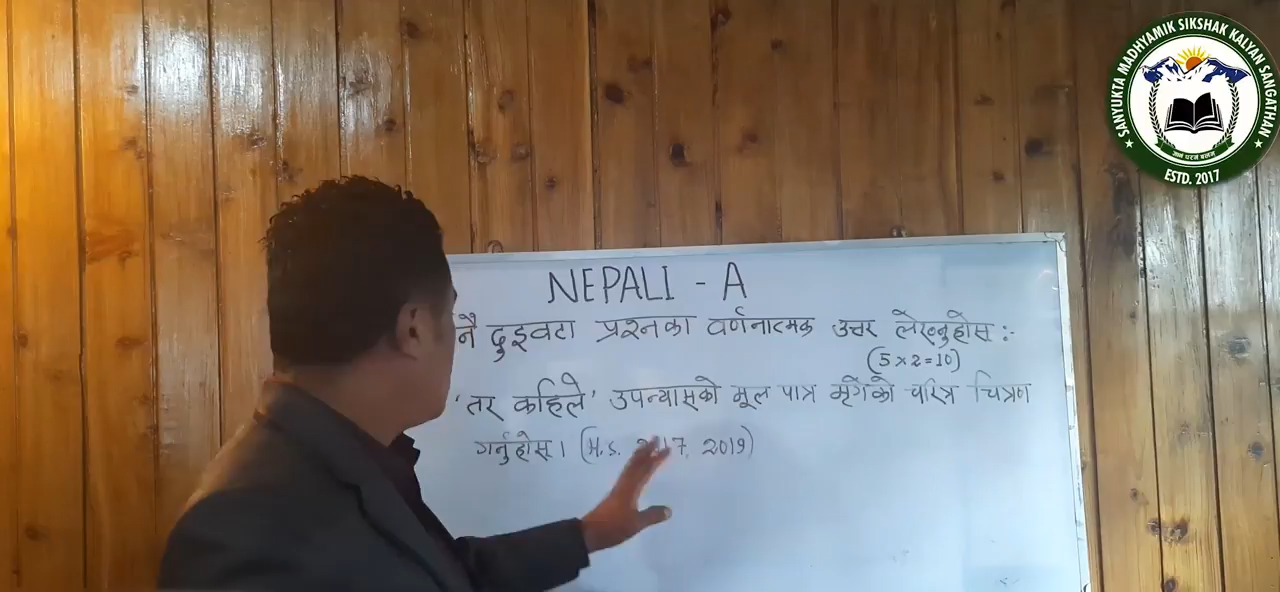 SANYUKTA MADHYAMIK SIKSHAK KALYAN SANGATHAN
ESTD. 2017
NEPALI - A
नै दुइवटा प्रश्नका वर्णनात्मक उत्तर लेख्नुहोस् :-
(5 x 2 = 10)
'तर कहिले' उपन्यासको मूल पात्र मृगेंको चरित्र चित्रण
गर्नुहोस् । (M.S. 2017, 2019)